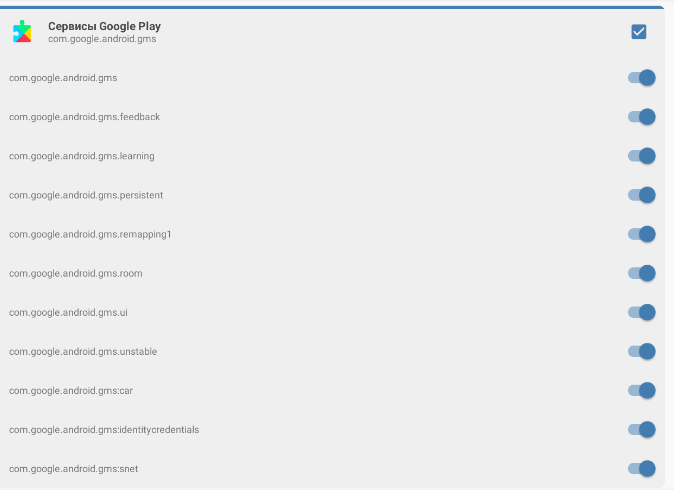 Сервисы Google Play
com.google.android.gms
com.google.android.gms
com.google.android.gms.feedback
com.google.android.gms.learning
com.google.android.gms.persistent
com.google.android.gms.remapping1
com.google.android.gms.room
com.google.android.gms.ui
com.google.android.gms.unstable
com.google.android.gms:car
com.google.android.gms:identitycredentials
com.google.android.gms:snet